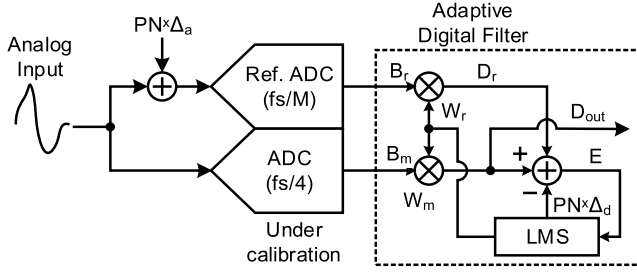 Adaptive
Digital Filter
PNˣΔₐ
Analog
Input
Ref. ADC
(fs/M)
Bᵣ
Dᵣ
Wᵣ
Dout
ADC
(fs/4)
Bₘ
Wₘ
+
E
−
PNˣΔd
LMS
Under
calibration